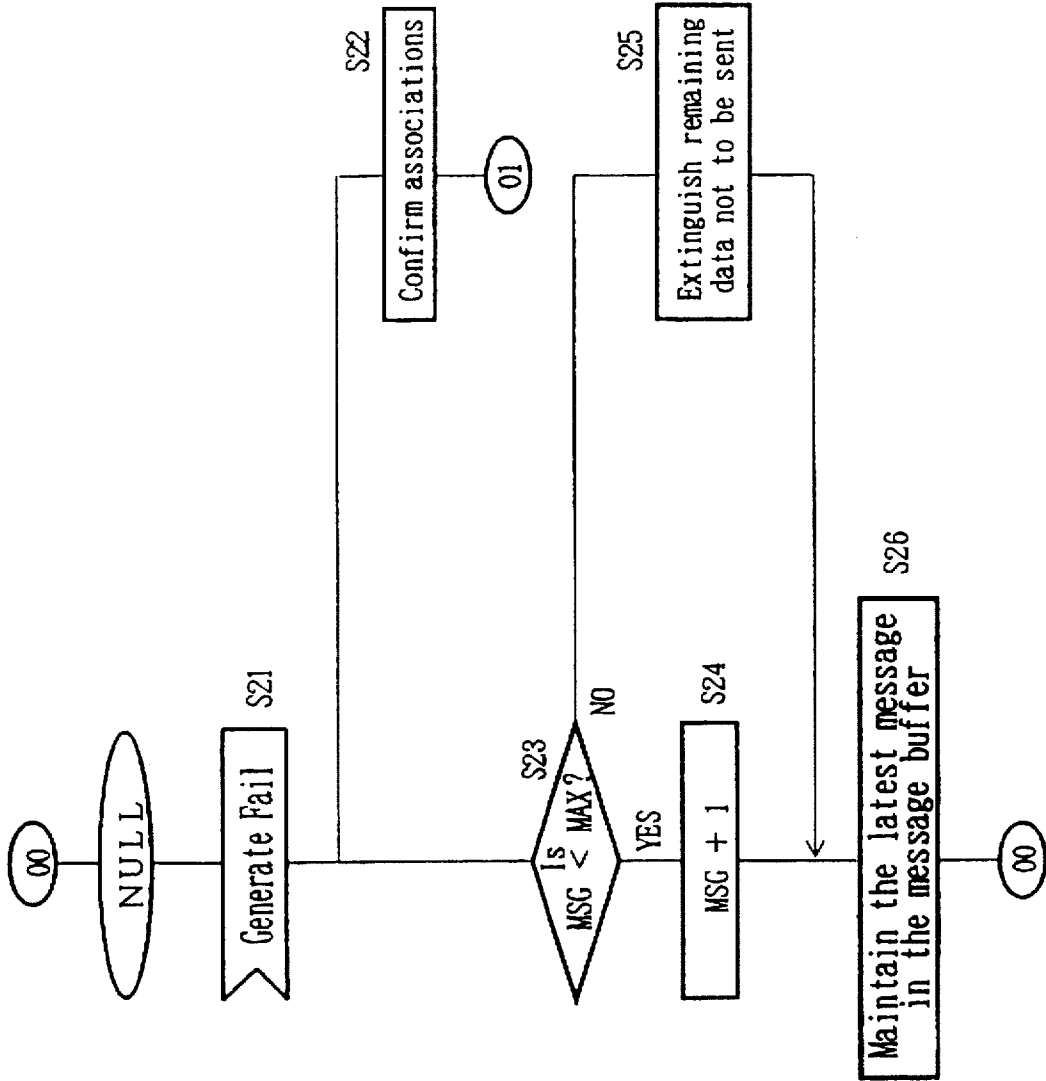 00
NULL
Generate Fail
S21
S22
Confirm associations
01
S23
Is
MSG < MAX?
NO
YES
MSG + 1
S24
S25
Extinguish remaining
data not to be sent
S26
Maintain the latest message
in the message buffer
00